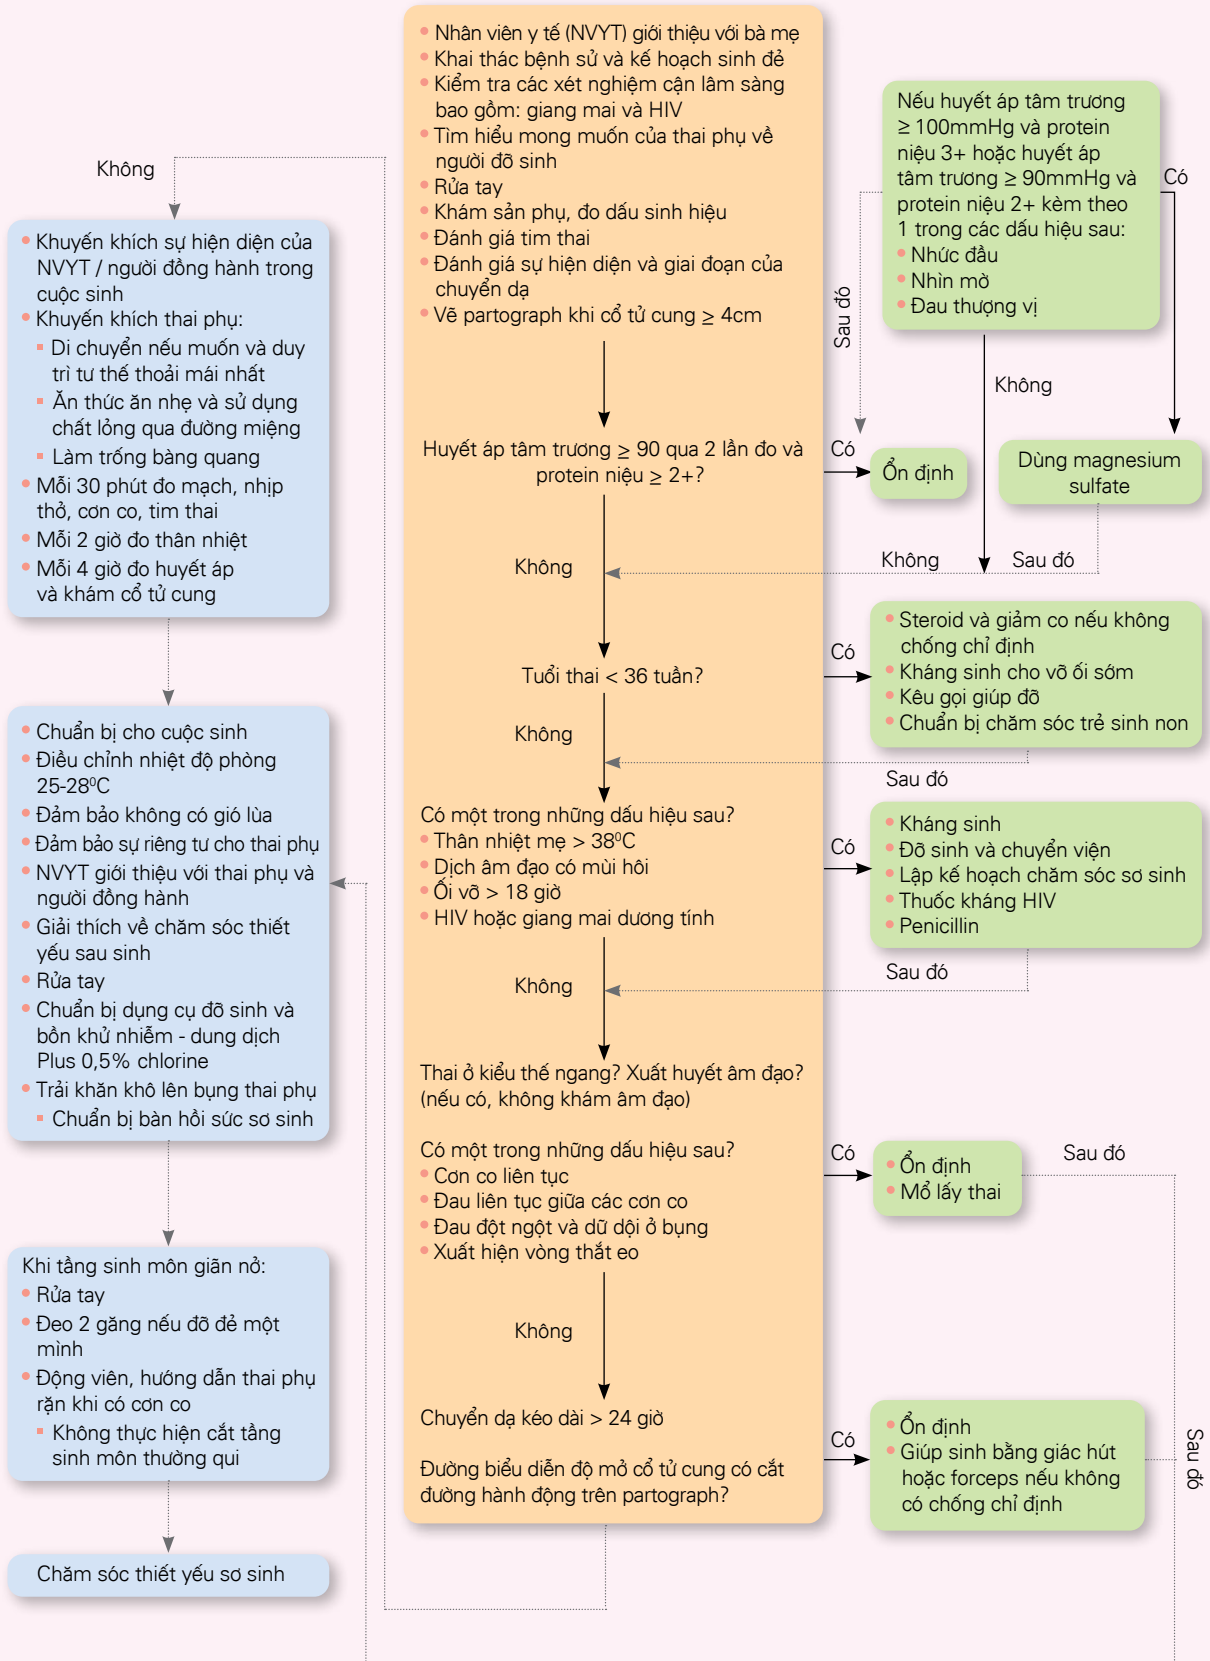 • Nhân viên y tế (NVYT) giới thiệu với bà mẹ
• Khai thác bệnh sử và kế hoạch sinh đẻ
• Kiểm tra các xét nghiệm cận lâm sàng
bao gồm: giang mai và HIV
• Tìm hiểu mong muốn của thai phụ về
người đỡ sinh
• Rửa tay
• Khám sản phụ, đo dấu sinh hiệu
• Đánh giá tim thai
• Đánh giá sự hiện diện và giai đoạn của
chuyển dạ
• Vẽ partograph khi cổ tử cung ≥ 4cm
Huyết áp tâm trương ≥ 90 qua 2 lần đo và
protein niệu ≥ 2+?
Có
Ổn định
Sau đó
Nếu huyết áp tâm trương
≥ 100mmHg và protein
niệu 3+ hoặc huyết áp
tâm trương ≥ 90mmHg và
protein niệu 2+ kèm theo
1 trong các dấu hiệu sau:
• Nhức đầu
• Nhìn mờ
• Đau thượng vị
Có
Không
Dùng magnesium
sulfate
Không
Không
Sau đó
Tuổi thai < 36 tuần?
Có
• Steroid và giảm co nếu không
chống chỉ định
• Kháng sinh cho vỡ ối sớm
• Kêu gọi giúp đỡ
• Chuẩn bị chăm sóc trẻ sinh non
Không
Sau đó
Có một trong những dấu hiệu sau?
• Thân nhiệt mẹ > 38⁰C
• Dịch âm đạo có mùi hôi
• Ối vỡ > 18 giờ
• HIV hoặc giang mai dương tính
Có
• Kháng sinh
• Đỡ sinh và chuyển viện
• Lập kế hoạch chăm sóc sơ sinh
• Thuốc kháng HIV
• Penicillin
Không
Sau đó
Thai ở kiểu thế ngang? Xuất huyết âm đạo?
(nếu có, không khám âm đạo)
Có một trong những dấu hiệu sau?
• Cơn co liên tục
• Đau liên tục giữa các cơn co
• Đau đột ngột và dữ dội ở bụng
• Xuất hiện vòng thắt eo
Có
• Ổn định
• Mổ lấy thai
Sau đó
Không
Chuyển dạ kéo dài > 24 giờ
Đường biểu diễn độ mở cổ tử cung có cắt
đường hành động trên partograph?
Có
• Ổn định
• Giúp sinh bằng giác hút
hoặc forceps nếu không
có chống chỉ định
Sau đó
Không
• Khuyến khích sự hiện diện của
NVYT / người đồng hành trong
cuộc sinh
• Khuyến khích thai phụ:
▪ Di chuyển nếu muốn và duy
trì tư thế thoải mái nhất
▪ Ăn thức ăn nhẹ và sử dụng
chất lỏng qua đường miệng
▪ Làm trống bàng quang
• Mỗi 30 phút đo mạch, nhịp
thở, cơn co, tim thai
• Mỗi 2 giờ đo thân nhiệt
• Mỗi 4 giờ đo huyết áp
và khám cổ tử cung
• Chuẩn bị cho cuộc sinh
• Điều chỉnh nhiệt độ phòng
25-28⁰C
• Đảm bảo không có gió lùa
• Đảm bảo sự riêng tư cho thai phụ
• NVYT giới thiệu với thai phụ và
người đồng hành
• Giải thích về chăm sóc thiết
yếu sau sinh
• Rửa tay
• Chuẩn bị dụng cụ đỡ sinh và
bồn khử nhiễm - dung dịch
Plus 0,5% chlorine
• Trải khăn khô lên bụng thai phụ
▪ Chuẩn bị bàn hồi sức sơ sinh
Khi tầng sinh môn giãn nở:
• Rửa tay
• Đeo 2 găng nếu đỡ đẻ một
mình
• Động viên, hướng dẫn thai phụ
rặn khi có cơn co
▪ Không thực hiện cắt tầng
sinh môn thường qui
Chăm sóc thiết yếu sơ sinh